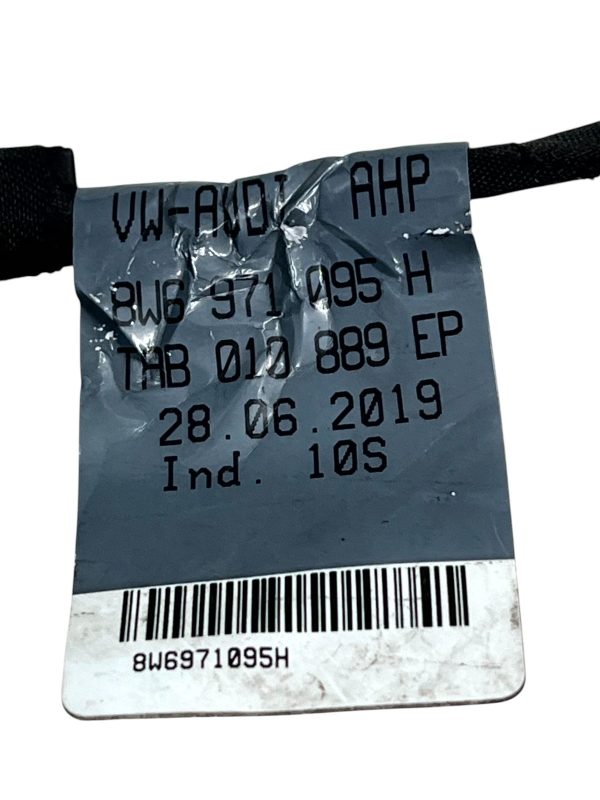 VW-AUDI AHP
8W6 971 095 H
TAB 010 889 EP
28.06.2019
Ind. 10S
8W6971095H